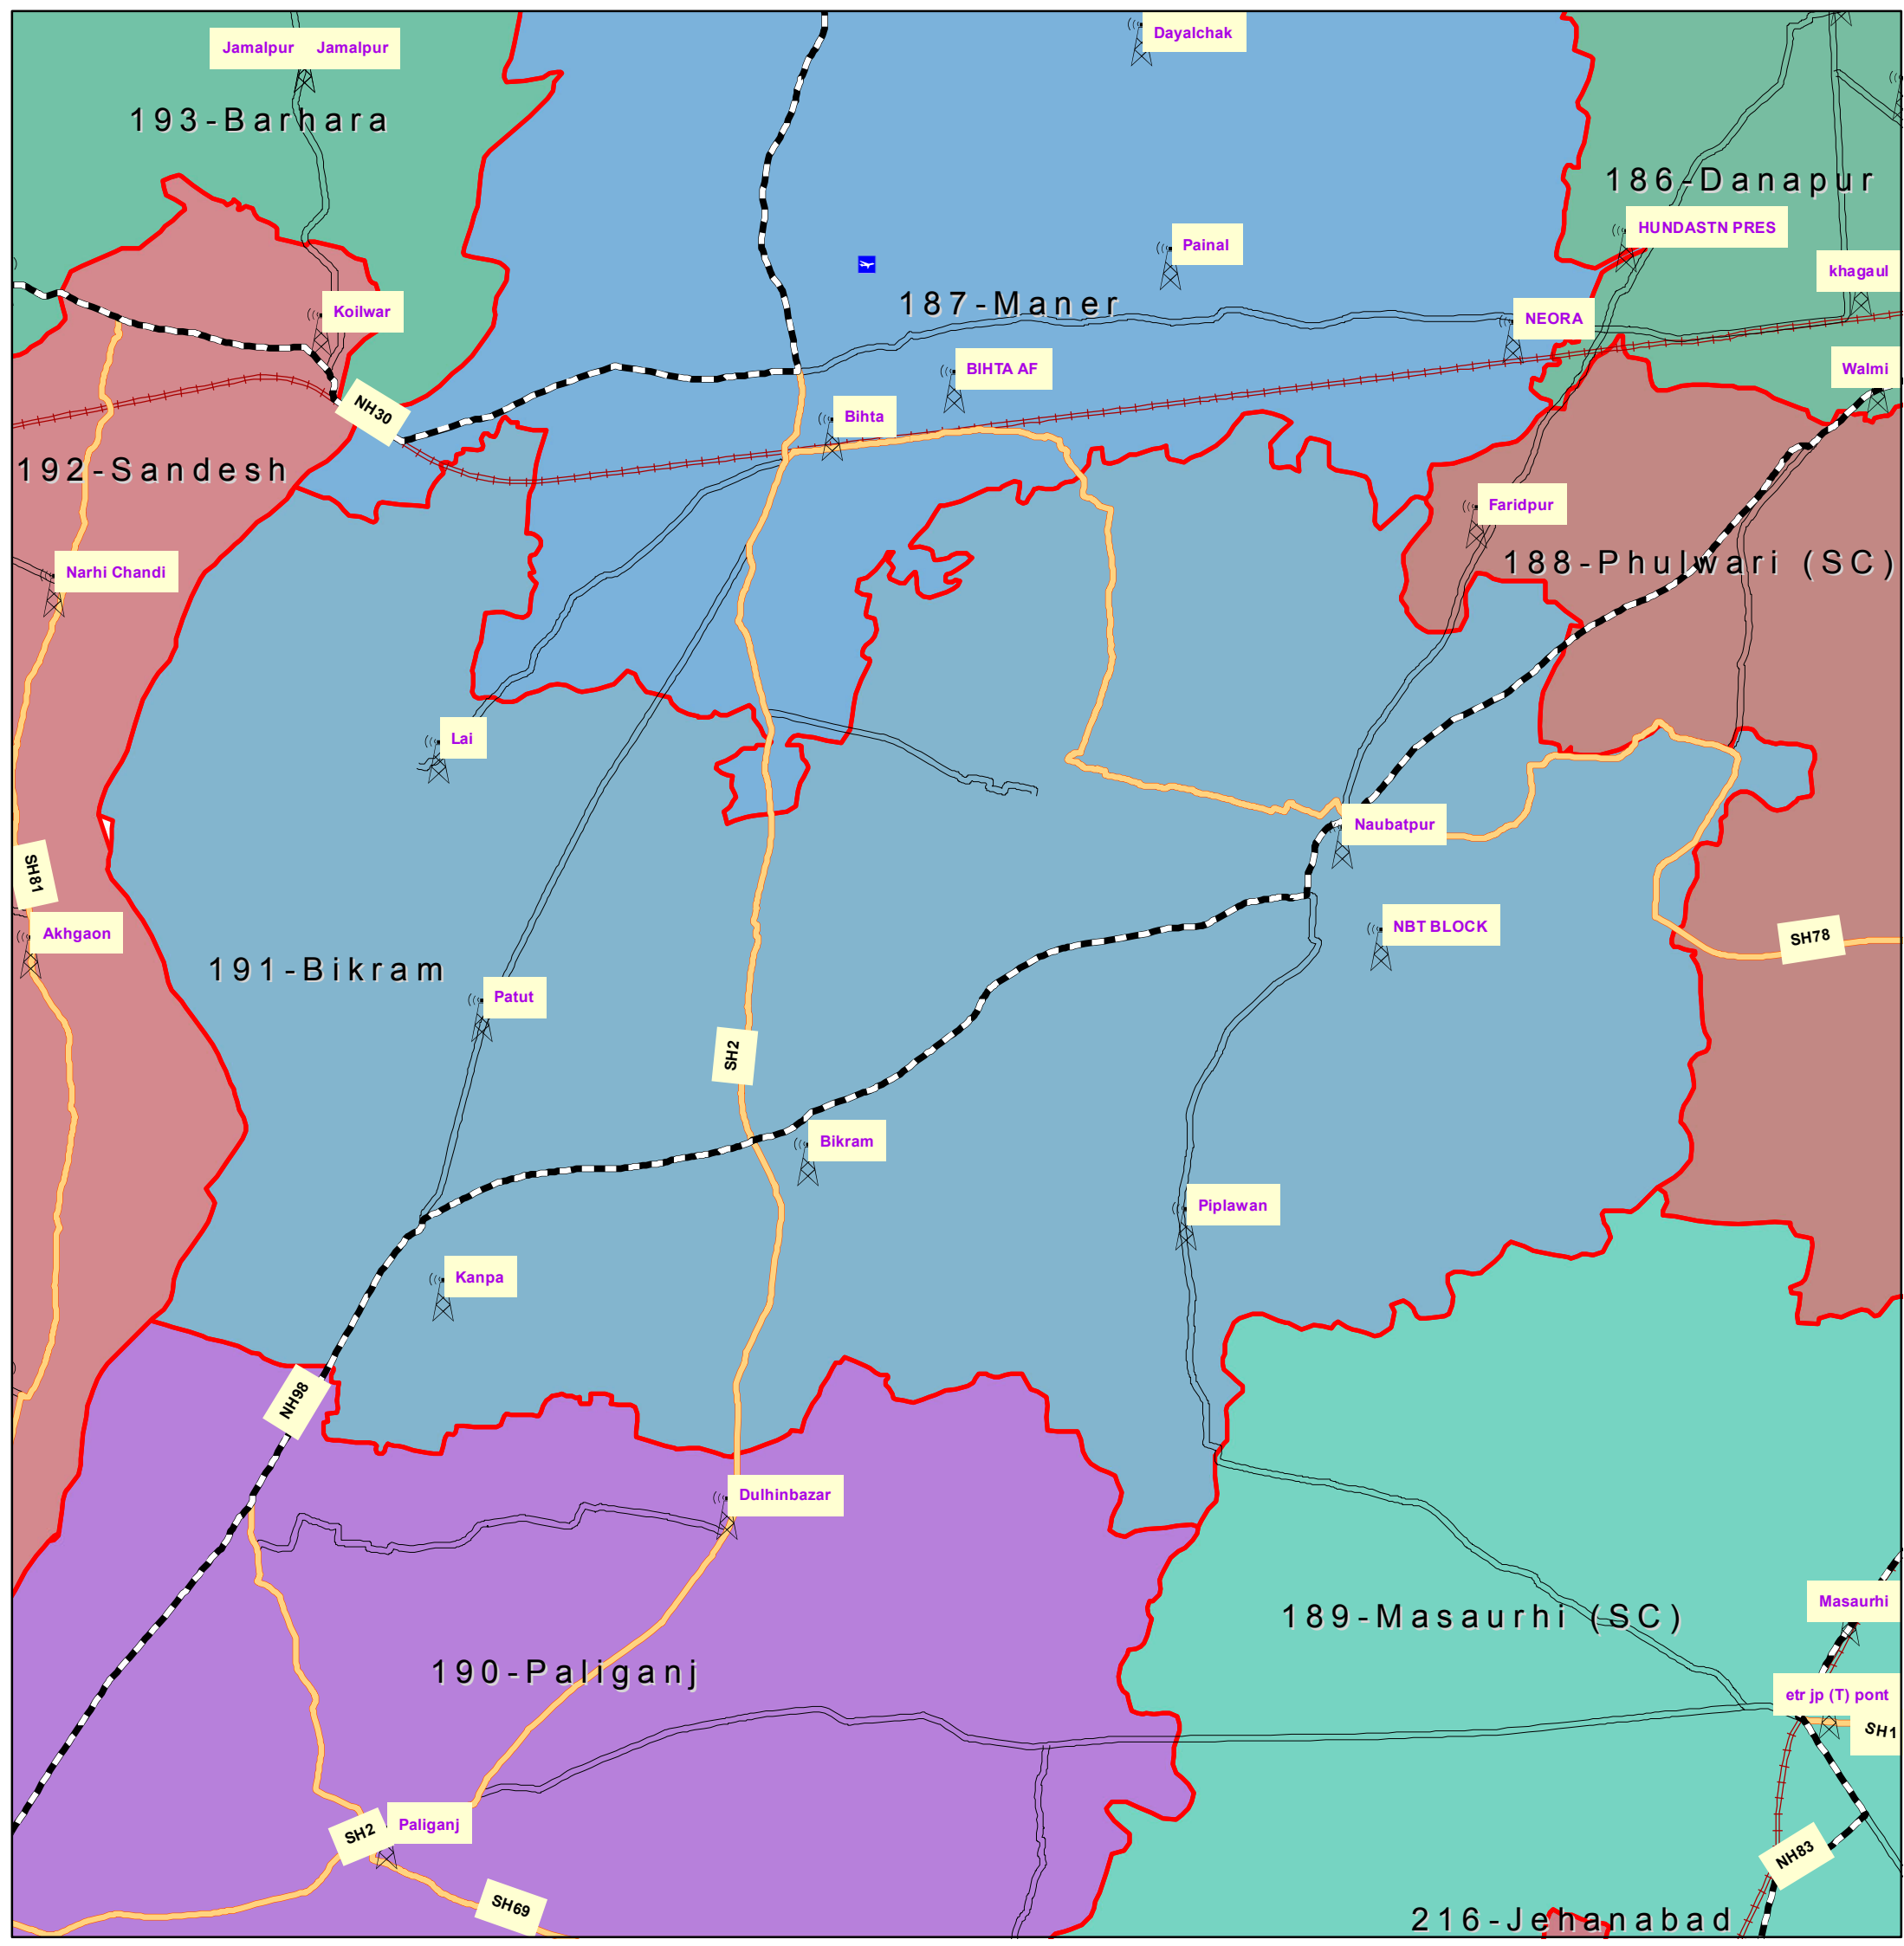 Dayalchak
Jamalpur Jamalpur
193-Barhara
186-Danapur
HUNDASTN PRES
Painal
khagaul
187-Maner
Koilwar
NEORA
BIHTA AF
Walmi
NH30
Bihta
192-Sandesh
Faridpur
188-Phulwari (SC)
Narhi Chandi
Lai
Naubatpur
SH81
Akhgaon
NBT BLOCK
SH78
191-Bikram
Patut
SH2
Bikram
Piplawan
Kanpa
NH98
Dulhinbazar
Masaurhi
189-Masaurhi (SC)
190-Paliganj
etr jp (T) pont
SH1
Paliganj
SH2
NH83
SH69
216-Jehanabad